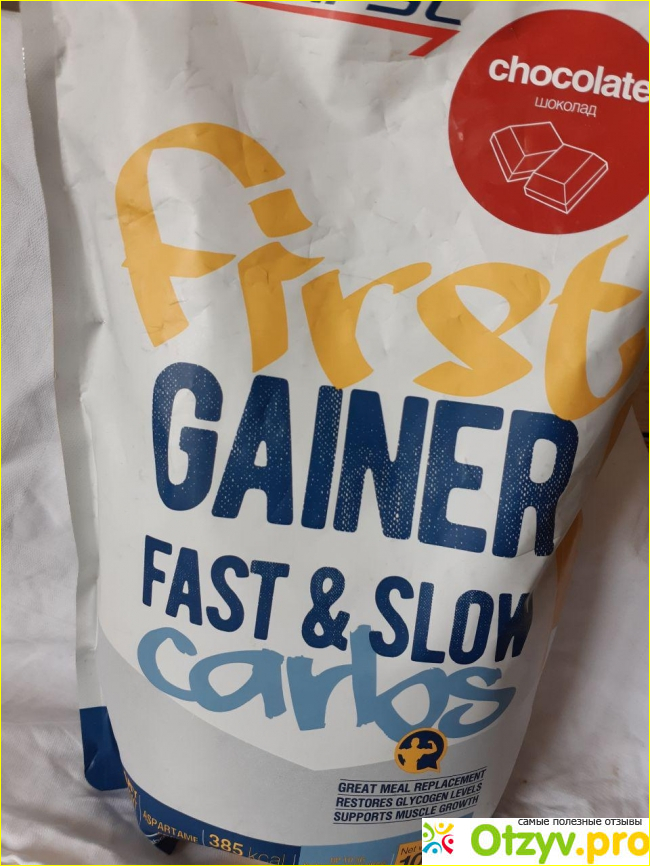 chocolate
шоколад
first
GAINER
FAST & SLOW
carbs
GREAT MEAL REPLACEMENT
RESTORES GLYCOGEN LEVELS
SUPPORTS MUSCLE GROWTH
ASPARTAME 385 kcal
Net
самые полезные отзывы
Otzyv.pro